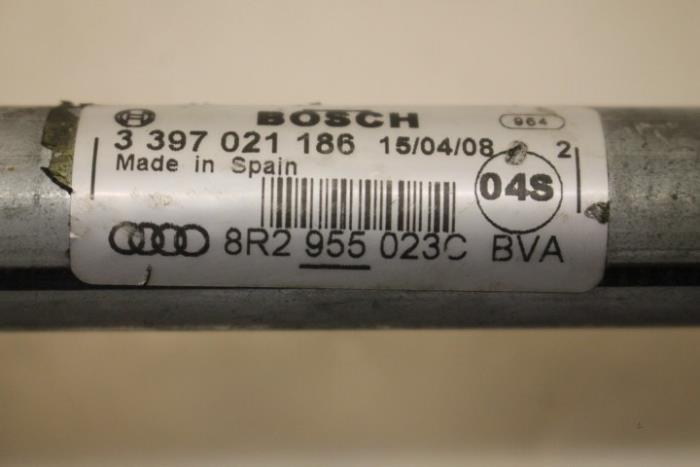 BOSCH 964
3 397 021 186 15/04/08 2
Made in Spain
04S
8R2 955 023C BVA